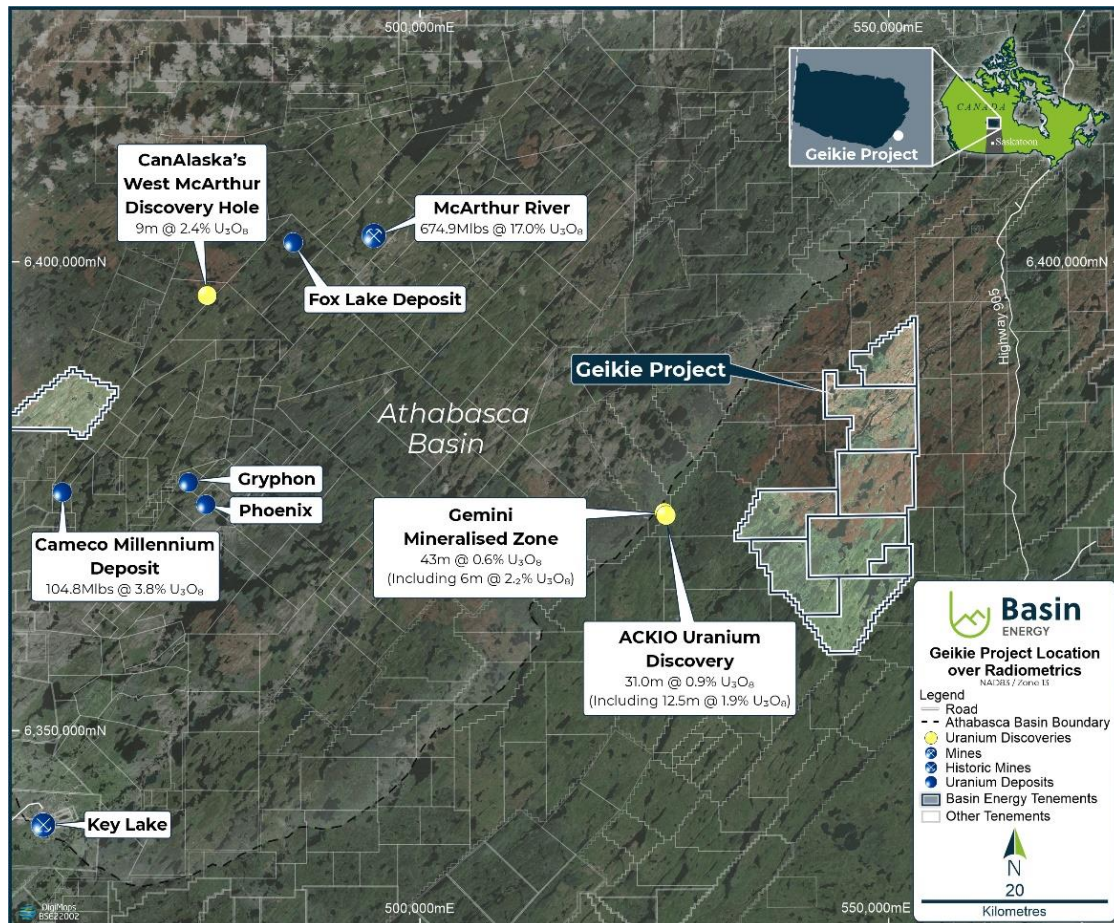 500,000mE
550,000mE
CANADA
Saskatoon
Geikie Project
CanAlaska's
West McArthur
Discovery Hole
9m @ 2.4% U₃O₈
McArthur River
674.9Mlbs @ 17.0% U₃O₈
6,400,000mN
6,400,000mN
Fox Lake Deposit
Highway 905
Geikie Project
Athabasca
Basin
Gryphon
Phoenix
Cameco Millennium
Deposit
104.8Mlbs @ 3.8% U₃O₈
Gemini
Mineralised Zone
43m @ 0.6% U₃O₈
(Including 6m @ 2.2% U₃O₈)
ACKIO Uranium
Discovery
31.0m @ 0.9% U₃O₈
(Including 12.5m @ 1.9% U₃O₈)
6,350,000mN
Key Lake
Basin
ENERGY
Geikie Project Location
over Radiometrics
NAD83 / Zone 13
Legend
Road
Athabasca Basin Boundary
Uranium Discoveries
Mines
Historic Mines
Uranium Deposits
Basin Energy Tenements
Other Tenements
N
20
Kilometres
DigiMaps
BSE22002
500,000mE
550,000mE